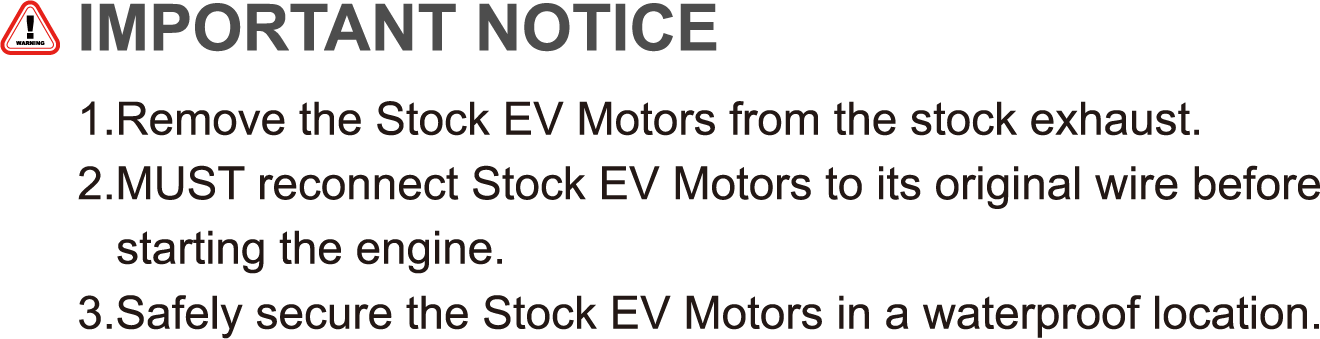 WARNING
IMPORTANT NOTICE
1.Remove the Stock EV Motors from the stock exhaust.
2.MUST reconnect Stock EV Motors to its original wire before
starting the engine.
3.Safely secure the Stock EV Motors in a waterproof location.